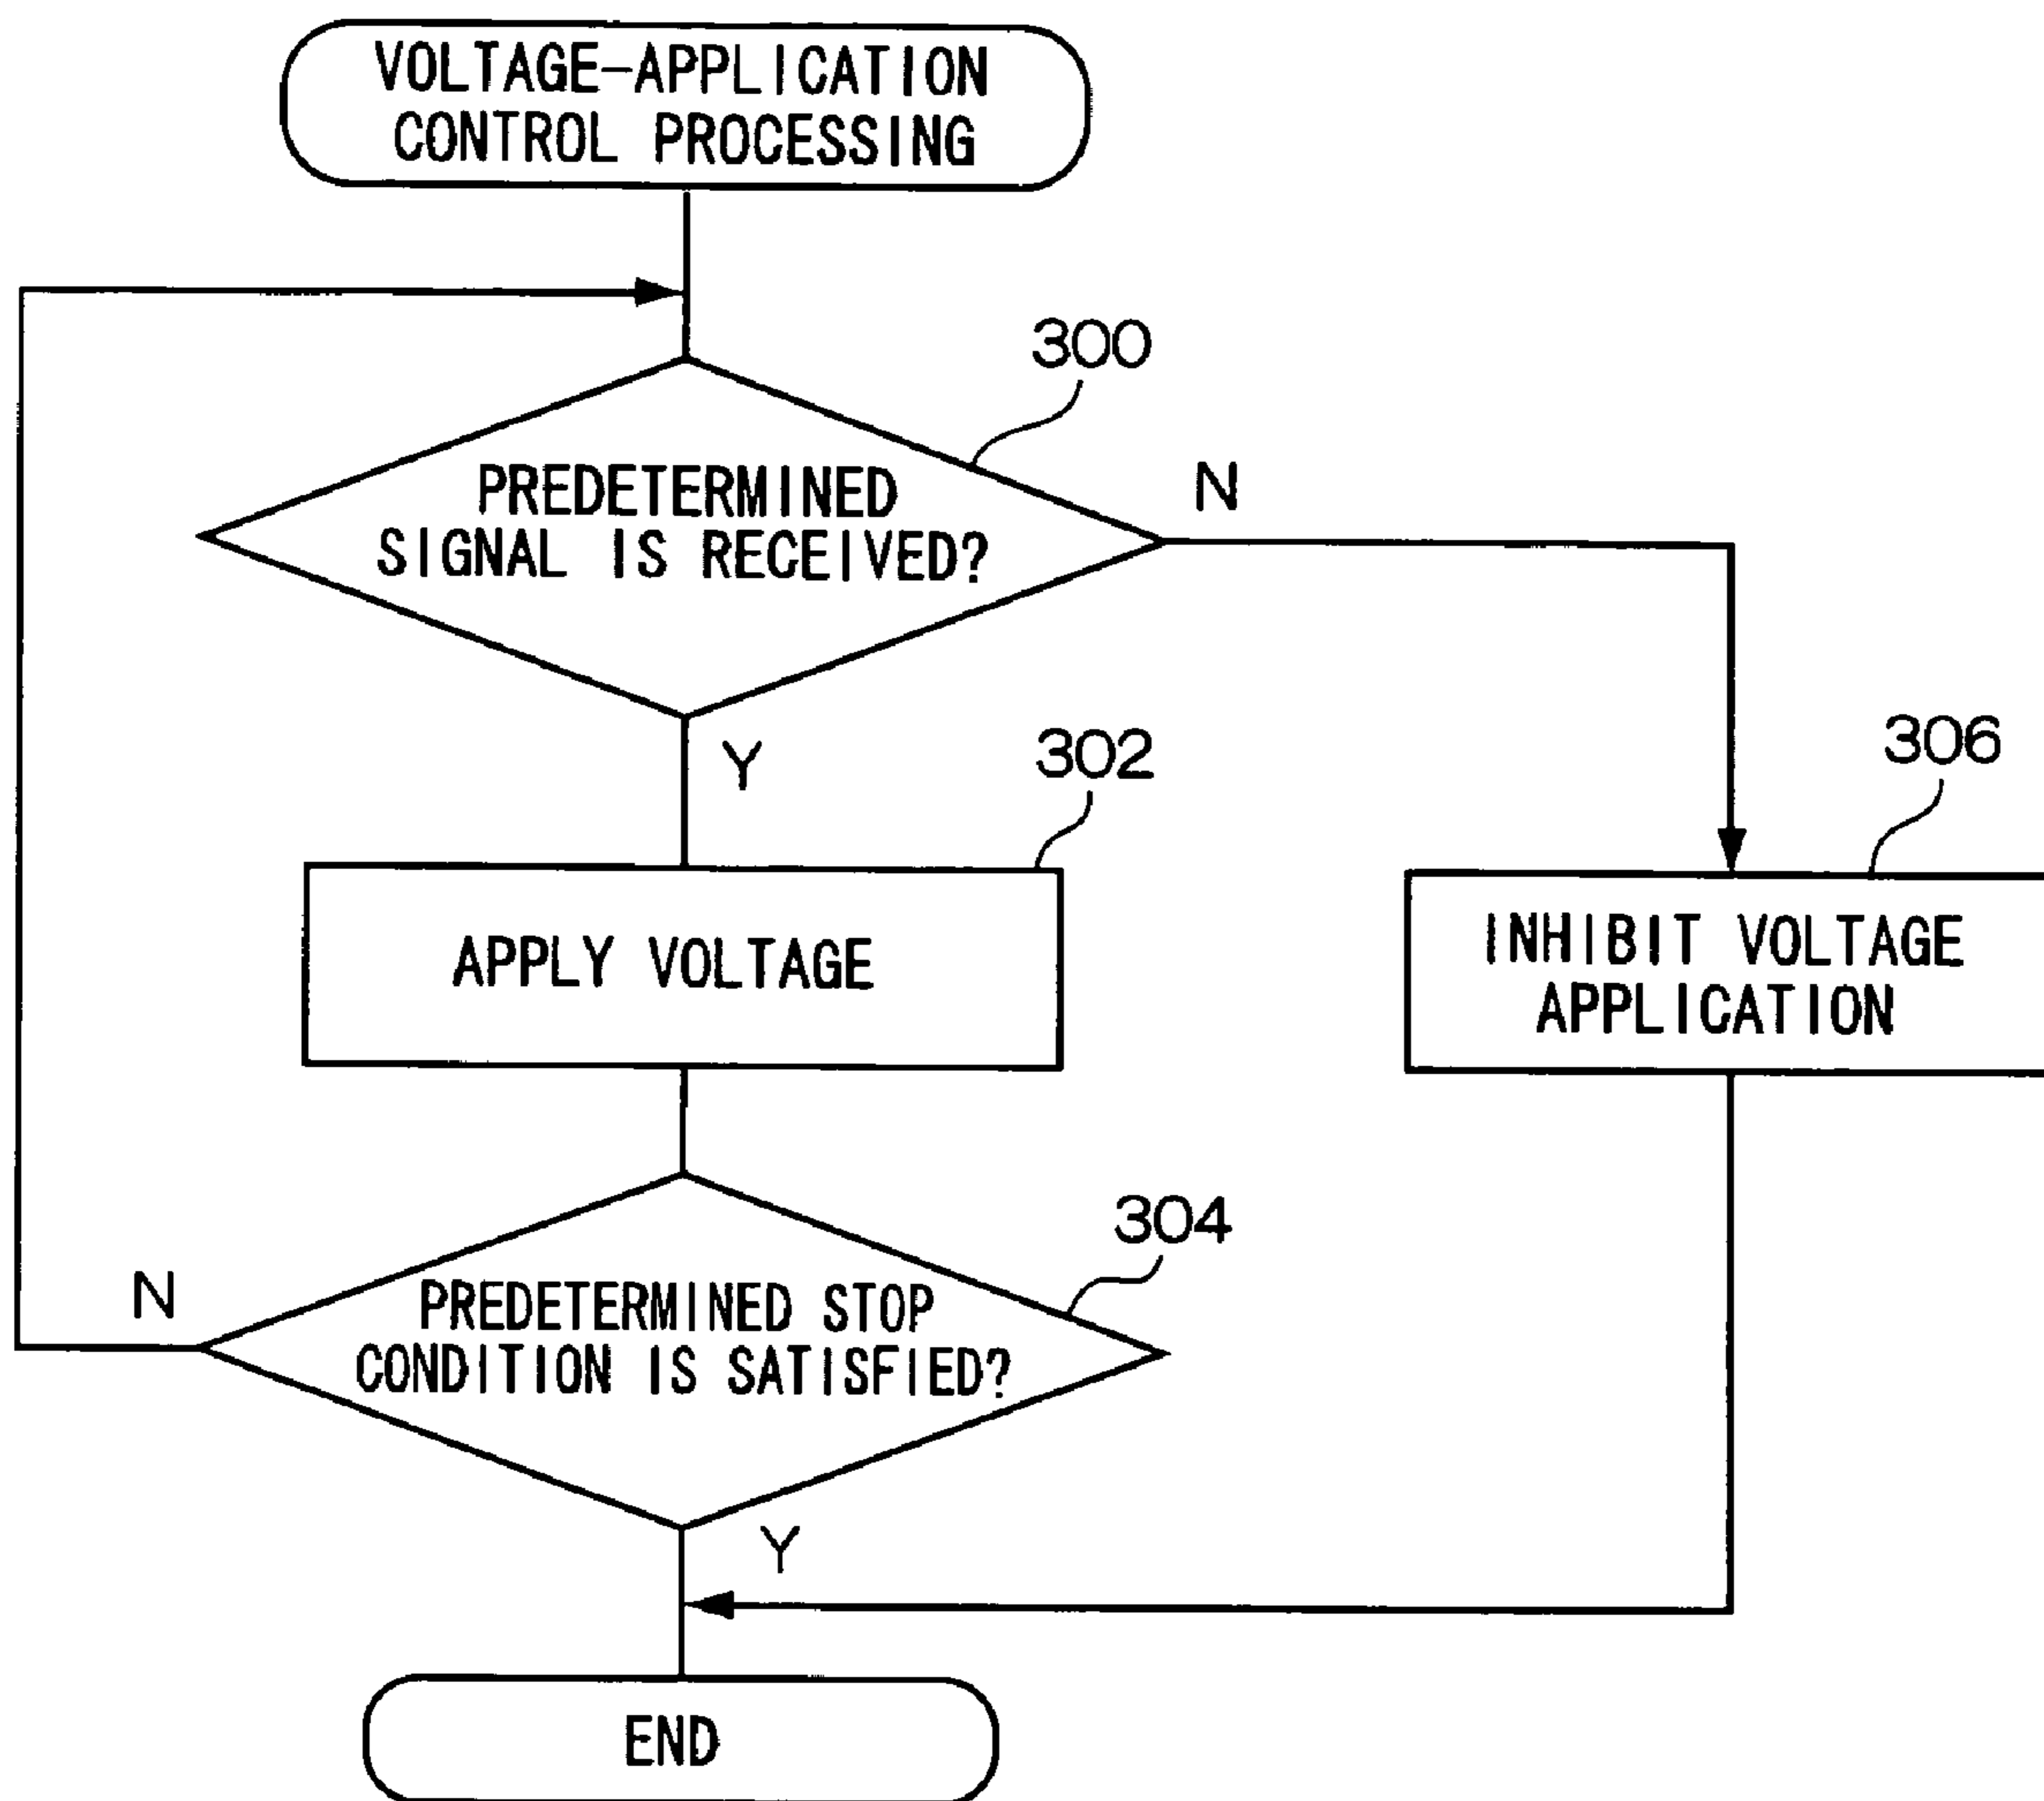 VOLTAGE-APPLICATION
CONTROL PROCESSING
300
PREDETERMINED
SIGNAL IS RECEIVED?
N
Y
302
306
APPLY VOLTAGE
INHIBIT VOLTAGE
APPLICATION
304
N
PREDETERMINED STOP
CONDITION IS SATISFIED?
Y
END